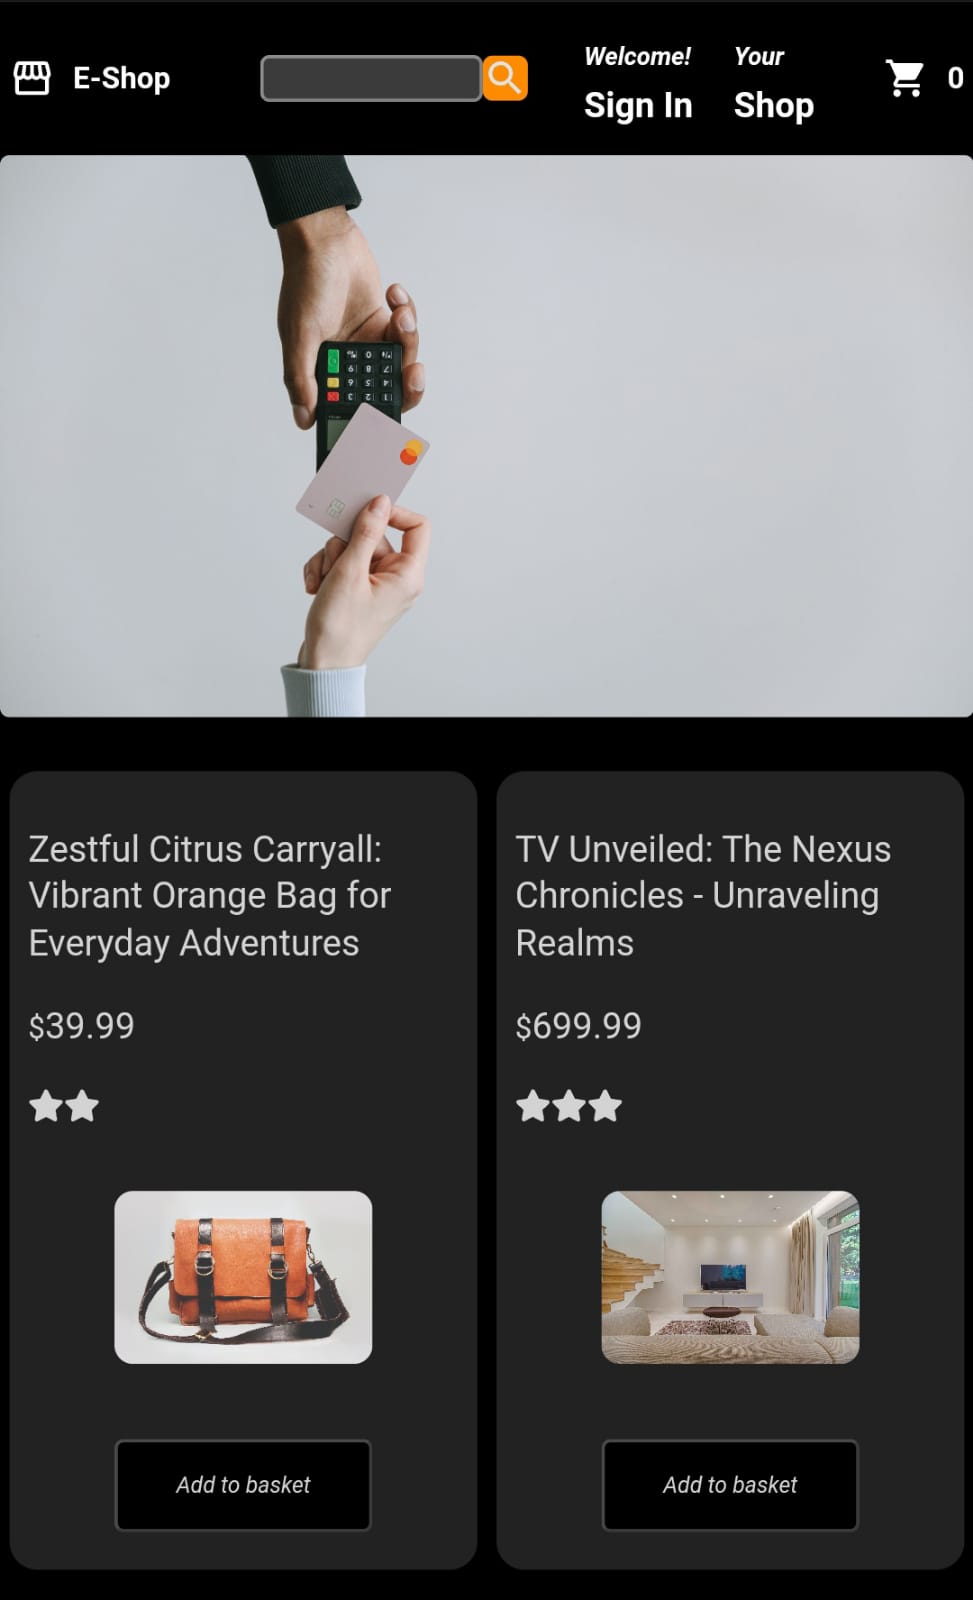 E-Shop
Welcome!
Sign In
Your
Shop
0
Zestful Citrus Carryall:
Vibrant Orange Bag for
Everyday Adventures
$39.99
Add to basket
TV Unveiled: The Nexus
Chronicles - Unraveling
Realms
$699.99
Add to basket